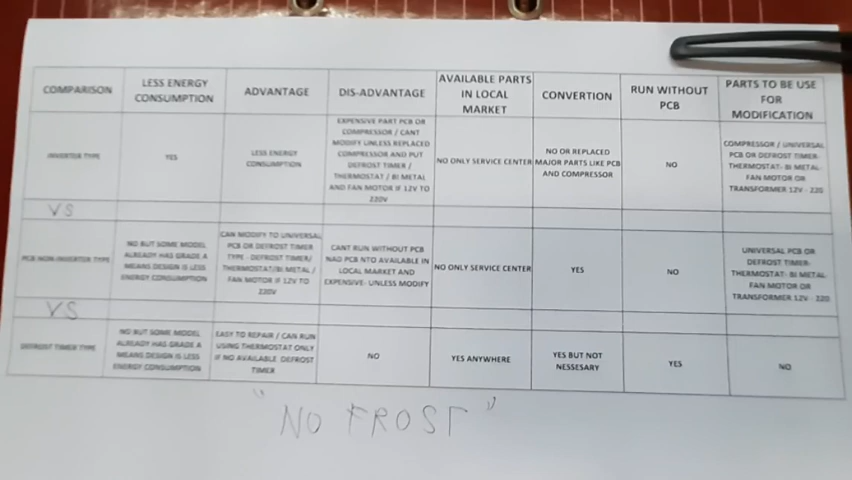 COMPARISON
LESS ENERGY
CONSUMPTION
ADVANTAGE
DIS-ADVANTAGE
AVAILABLE PARTS
IN LOCAL
MARKET
CONVERTION
RUN WITHOUT
PCB
PARTS TO BE USE
FOR
MODIFICATION
INVERTER TYPE
YES
LESS ENERGY
CONSUMPTION
EXPENSIVE PART PCB OR
COMPRESSOR / CANT
MODIFY UNLESS REPLACED
COMPRESSOR AND PUT
DEFROST TIMER /
THERMOSTAT / BI METAL
AND FAN MOTOR IF 12V TO
220V
NO ONLY SERVICE CENTER
NO OR REPLACED
MAJOR PARTS LIKE PCB
AND COMPRESSOR
NO
COMPRESSOR / UNIVERSAL
PCB OR DEFROST TIMER-
THERMOSTAT- BI METAL-
FAN MOTOR OR
TRANSFORMER 12V - 220
VS
PCB NON-INVERTER TYPE
NO BUT SOME MODEL
ALREADY HAS GRADE A
MEANS DESIGN IS LESS
ENERGY CONSUMPTION
CAN MODIFY TO UNIVERSAL
PCB OR DEFROST TIMER
TYPE - DEFROST TIMER/
THERMOSTAT/BI METAL /
FAN MOTOR IF 12V TO
220V
CANT RUN WITHOUT PCB
NAD PCB NTO AVAILABLE IN
LOCAL MARKET AND
EXPENSIVE- UNLESS MODIFY
NO ONLY SERVICE CENTER
YES
NO
UNIVERSAL PCB OR
DEFROST TIMER-
THERMOSTAT- BI METAL-
FAN MOTOR OR
TRANSFORMER 12V - 220
VS
DEFROST TIMER TYPE
NO BUT SOME MODEL
ALREADY HAS GRADE A
MEANS DESIGN IS LESS
ENERGY CONSUMPTION
EASY TO REPAIR / CAN RUN
USING THERMOSTAT ONLY
IF NO AVAILABLE DEFROST
TIMER
NO
YES ANYWHERE
YES BUT NOT
NESSESARY
YES
NO
"NO FROST"